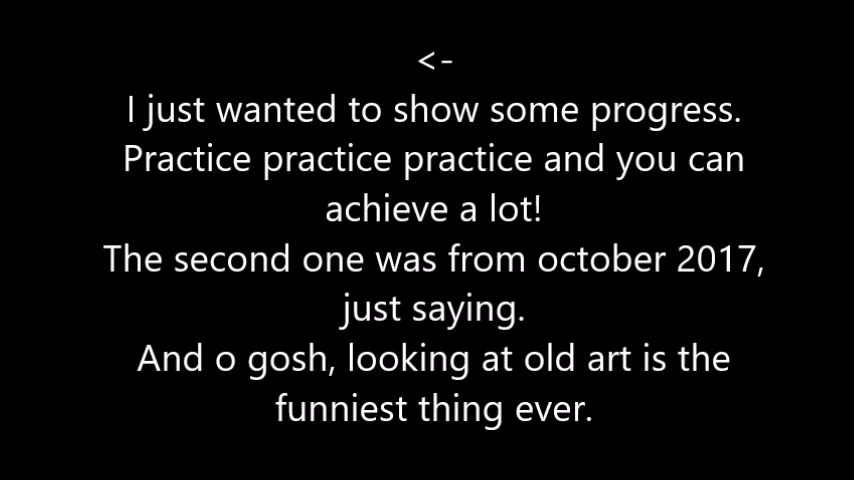 <-
I just wanted to show some progress.
Practice practice practice and you can
achieve a lot!
The second one was from october 2017,
just saying.
And o gosh, looking at old art is the
funniest thing ever.